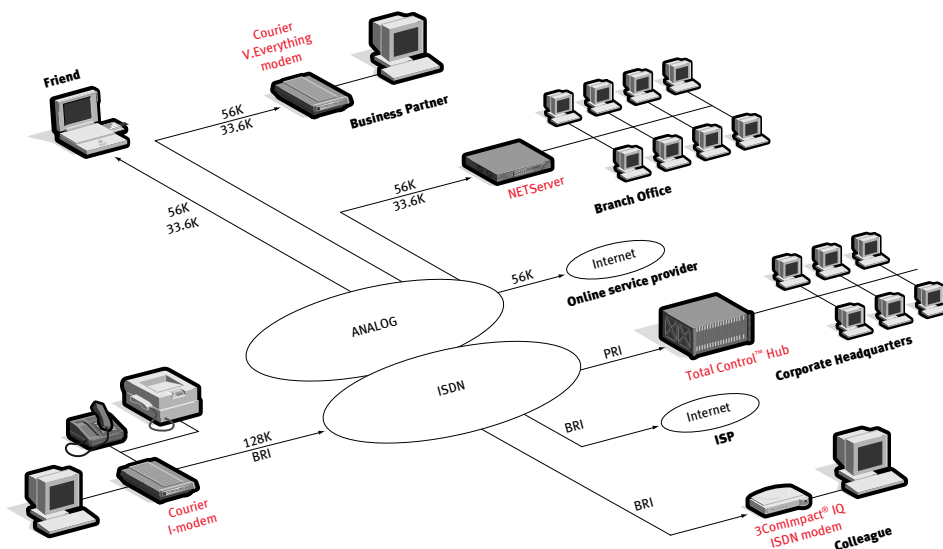 Courier
V.Everything
modem
Friend
Business Partner
56K
33.6K
NETServer
56K
33.6K
Branch Office
56K
33.6K
Internet
56K
Online service provider
ANALOG
Total Control™ Hub
PRI
Corporate Headquarters
ISDN
Internet
BRI
ISP
128K
BRI
Courier
I-modem
BRI
3ComImpact® IQ
ISDN modem
Colleague